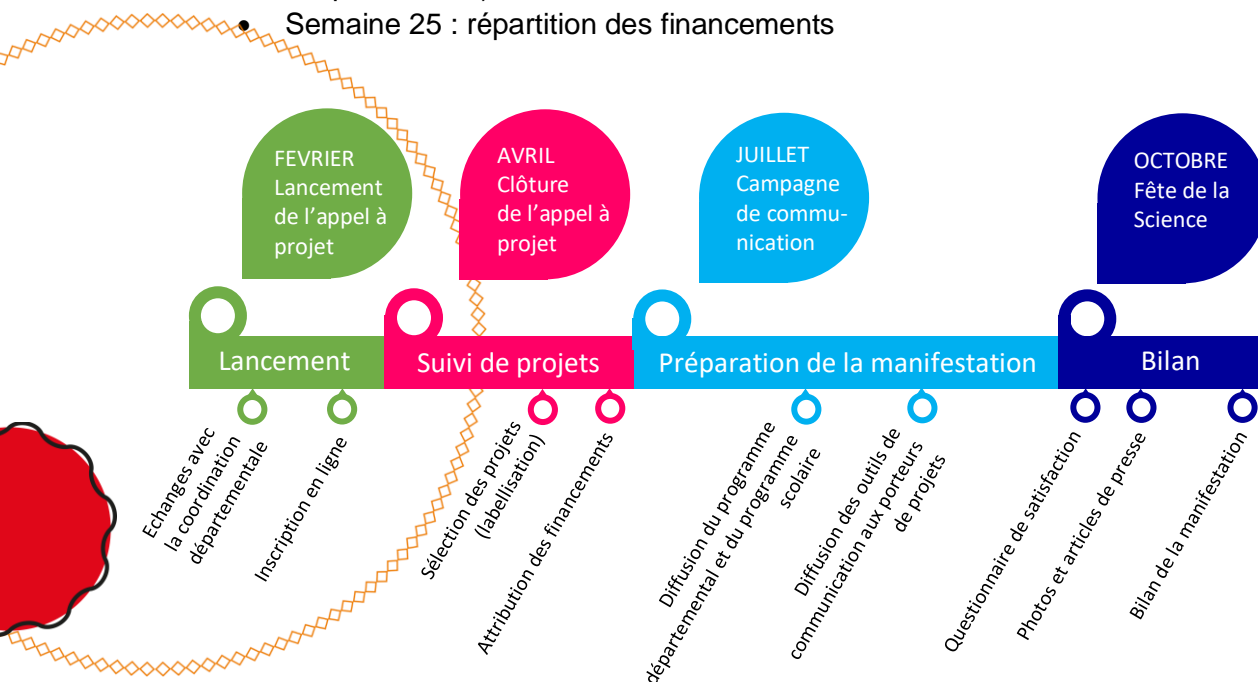 Semaine 25 : répartition des financements
FEVRIER
Lancement
de l’appel à
projet
AVRIL
Clôture
de l’appel à
projet
JUILLET
Campagne
de commu-
nication
OCTOBRE
Fête de la
Science
Lancement
Suivi de projets
Préparation de la manifestation
Bilan
Echanges avec
la coordination
départementale
Inscription en ligne
Sélection des projets
(labellisation)
Attribution des financements
Diffusion du programme
départemental et du programme
scolaire
Diffusion des outils de
communication aux porteurs
de projets
Questionnaire de satisfaction
Photos et articles de presse
Bilan de la manifestation